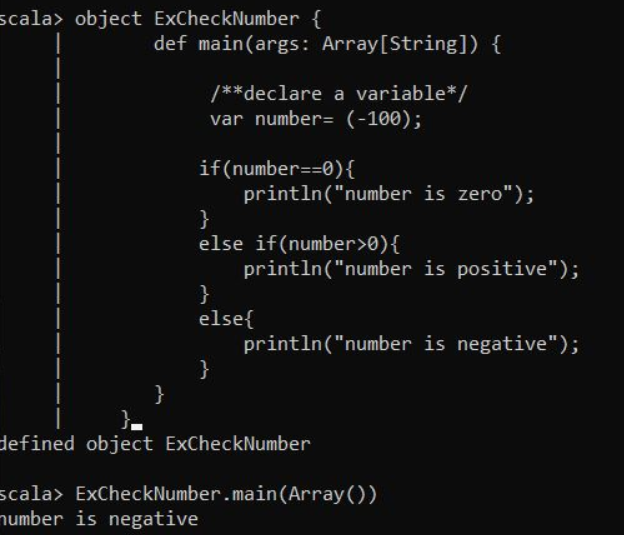 scala> object ExCheckNumber {
     |        def main(args: Array[String]) {
     |
     |             /**declare a variable*/
     |             var number= (-100);
     |
     |            if(number==0){
     |                println("number is zero");
     |            }
     |            else if(number>0){
     |                println("number is positive");
     |            }
     |            else{
     |                println("number is negative");
     |            }
     |        }
     |     }
defined object ExCheckNumber

scala> ExCheckNumber.main(Array())
number is negative